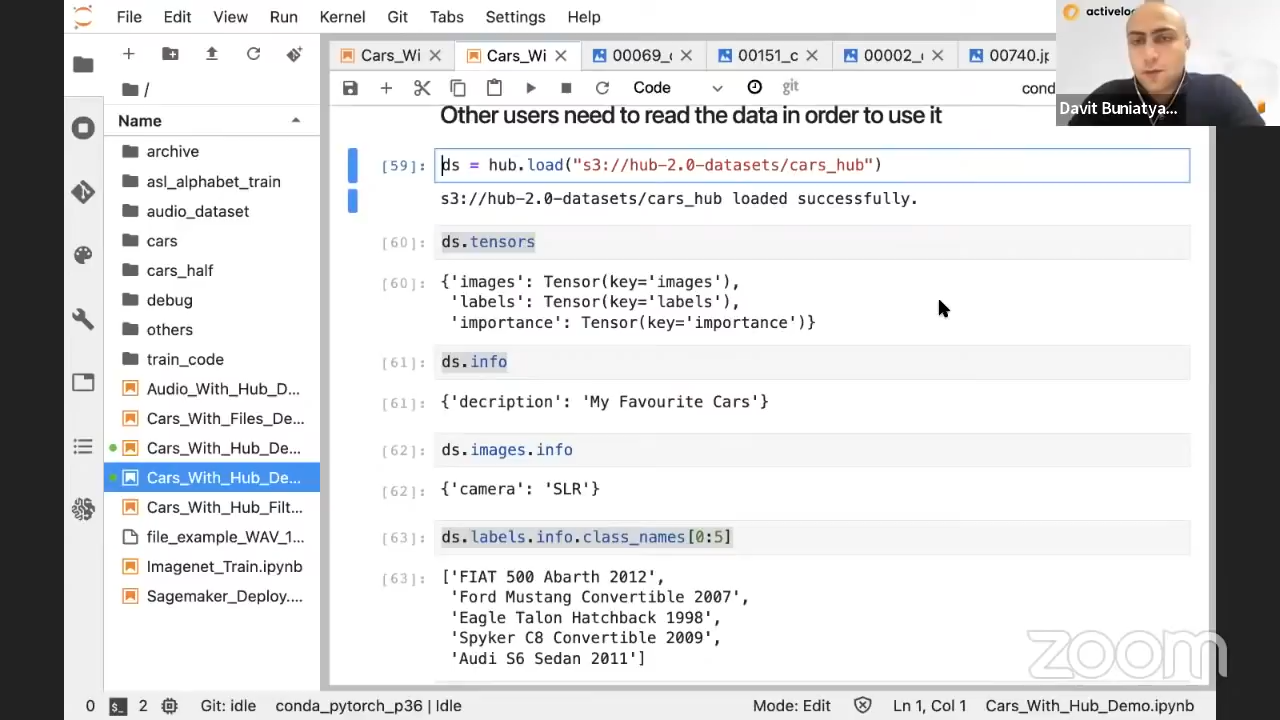 File Edit View Run Kernel Git Tabs Settings Help
activeloo
Davit Buniatya...
Cars_Wi
Cars_Wi
00069_c
00151_c
00002_
00740.jp
/
Code
git
cond
Name
archive
asl_alphabet_train
audio_dataset
cars
cars_half
debug
others
train_code
Audio_With_Hub_D...
Cars_With_Files_De...
Cars_With_Hub_De...
Cars_With_Hub_De...
Cars_With_Hub_Filt...
file_example_WAV_1...
Imagenet_Train.ipynb
Sagemaker_Deploy....
Other users need to read the data in order to use it
[59]: ds = hub.load("s3://hub-2.0-datasets/cars_hub")
s3://hub-2.0-datasets/cars_hub loaded successfully.
[60]: ds.tensors
[60]: {'images': Tensor(key='images'),
'labels': Tensor(key='labels'),
'importance': Tensor(key='importance')}
[61]: ds.info
[61]: {'decription': 'My Favourite Cars'}
[62]: ds.images.info
[62]: {'camera': 'SLR'}
[63]: ds.labels.info.class_names[0:5]
[63]: ['FIAT 500 Abarth 2012',
'Ford Mustang Convertible 2007',
'Eagle Talon Hatchback 1998',
'Spyker C8 Convertible 2009',
'Audi S6 Sedan 2011']
zoom
0 2 Git: idle conda_pytorch_p36 | Idle Mode: Edit Ln 1, Col 1 Cars_With_Hub_Demo.ipynb